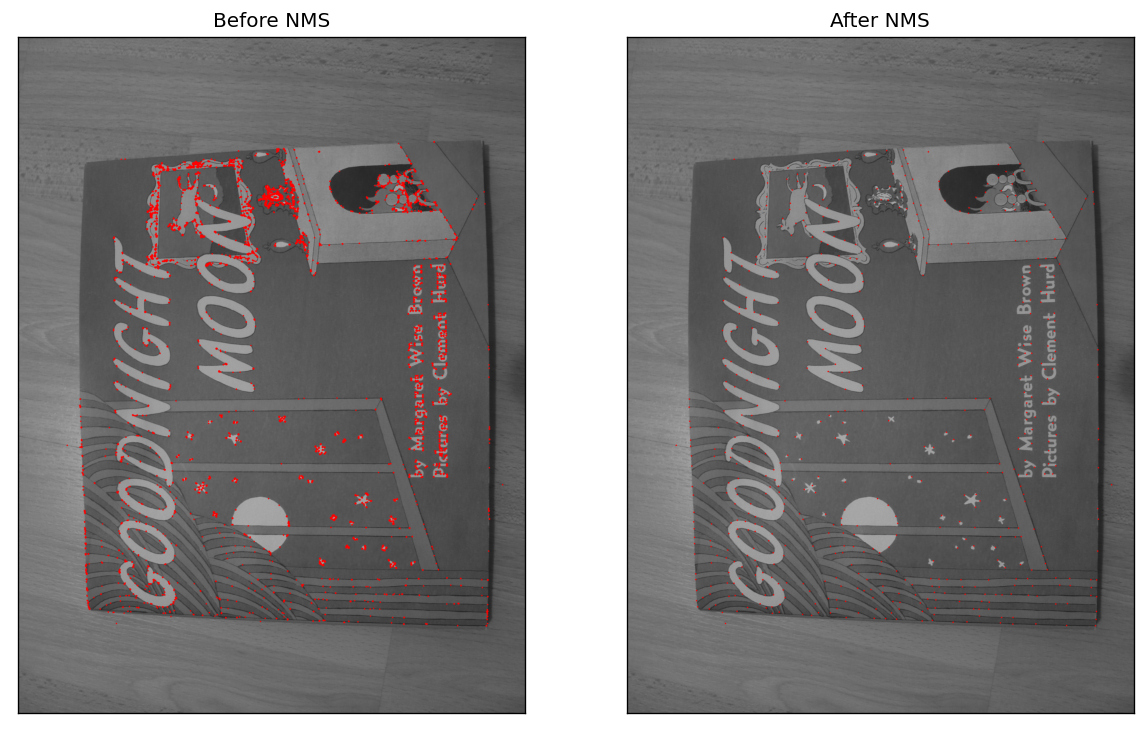 Before NMS
GOODNIGHT
MOON
by Margaret Wise Brown
Pictures by Clement Hurd
After NMS
GOODNIGHT
MOON
by Margaret Wise Brown
Pictures by Clement Hurd